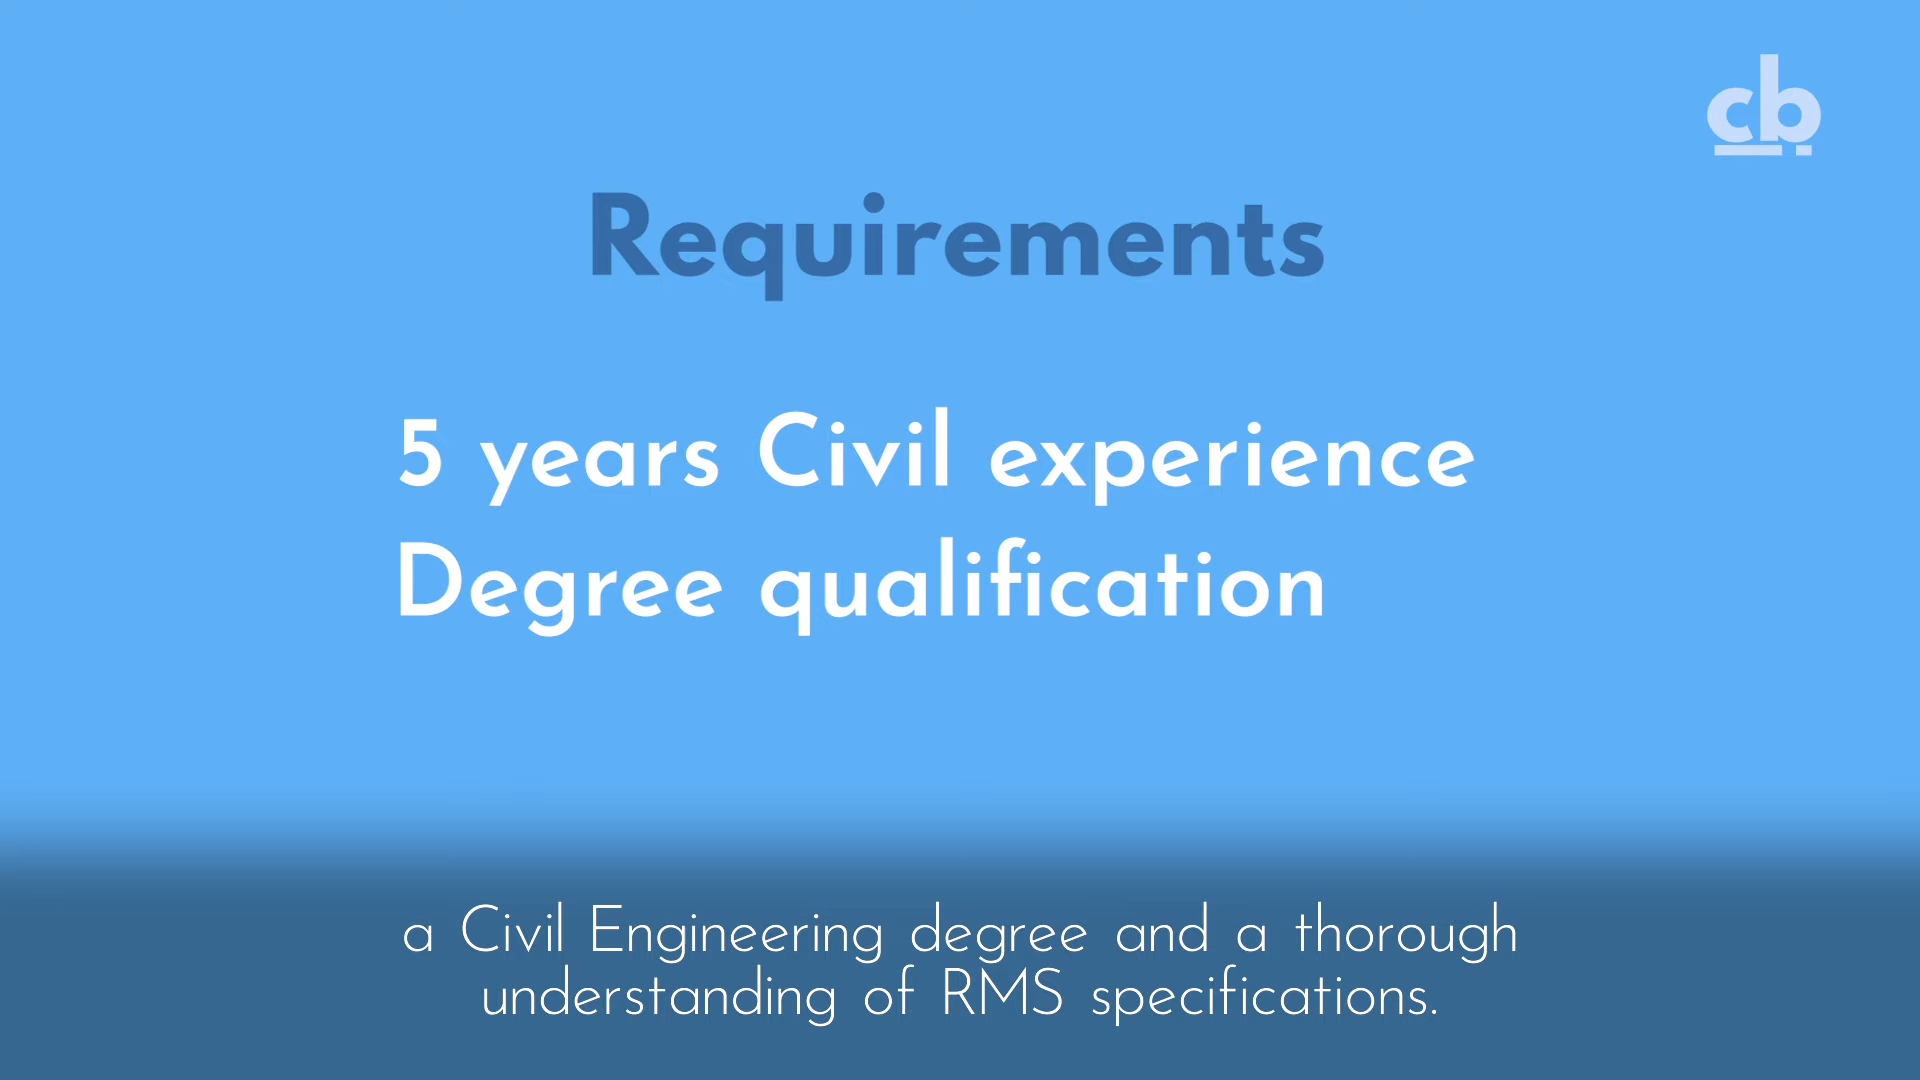 cb
Requirements
5 years Civil experience
Degree qualification
a Civil Engineering degree and a thorough
understanding of RMS specifications.